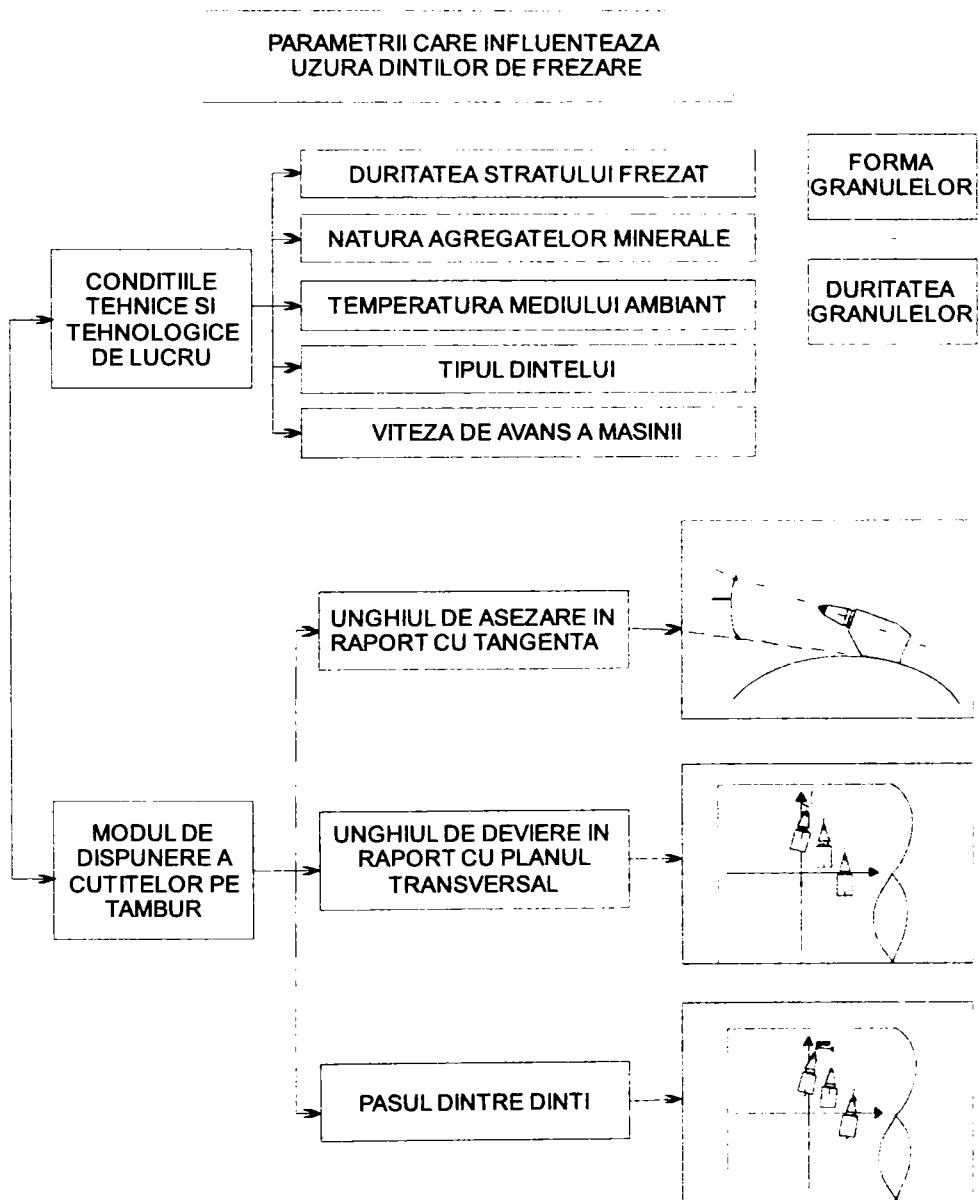 PARAMETRII CARE INFLUENTEAZA
UZURA DINTILOR DE FREZARE
DURITATEA STRATULUI FREZAT
NATURA AGREGATELOR MINERALE
TEMPERATURA MEDIULUI AMBIANT
TIPUL DINTELUI
VITEZA DE AVANS A MASINII
FORMA
GRANULELOR
DURITATEA
GRANULELOR
CONDITIILE
TEHNICE SI
TEHNOLOGICE
DE LUCRU
UNGHIUL DE ASEZARE IN
RAPORT CU TANGENTA
MODUL DE
DISPUNERE A
CUTITELOR PE
TAMBUR
UNGHIUL DE DEVIERE IN
RAPORT CU PLANUL
TRANSVERSAL
PASUL DINTRE DINTI